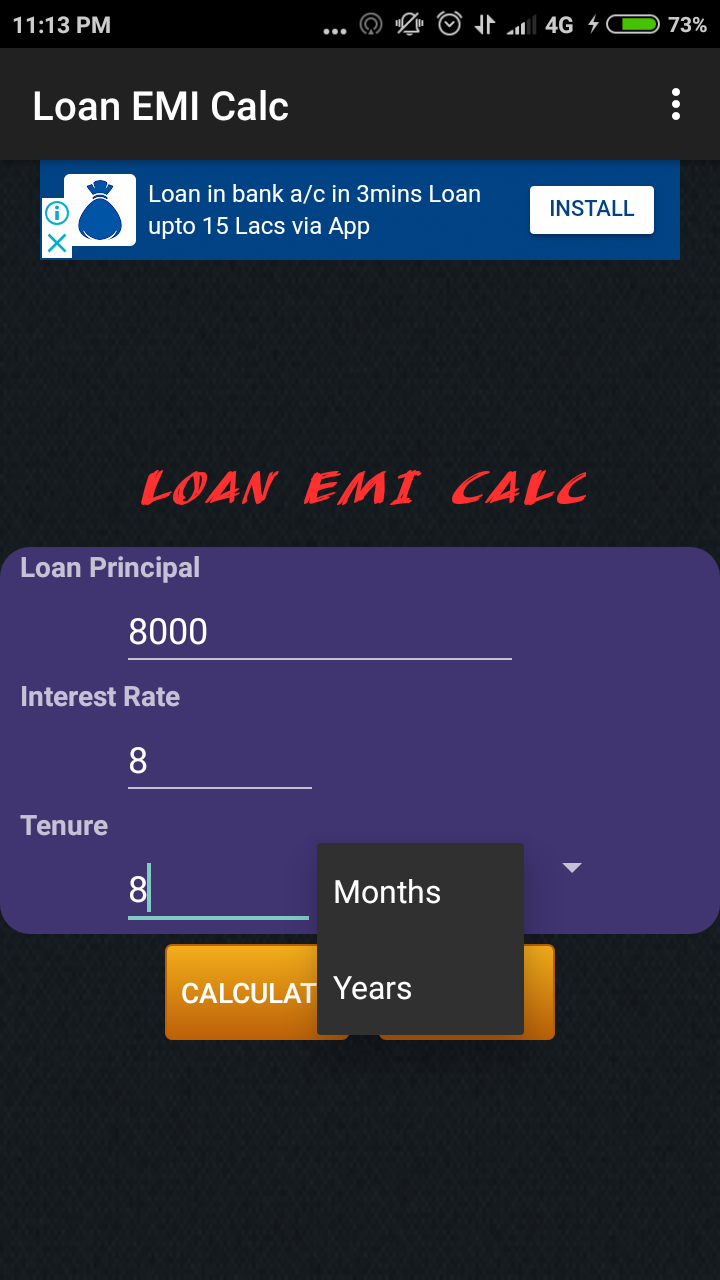 11:13 PM ... 4G 73%
Loan EMI Calc
Loan in bank a/c in 3mins Loan
upto 15 Lacs via App
INSTALL
LOAN EMI CALC
Loan Principal
8000
Interest Rate
8
Tenure
8
Months
Years
CALCULAT